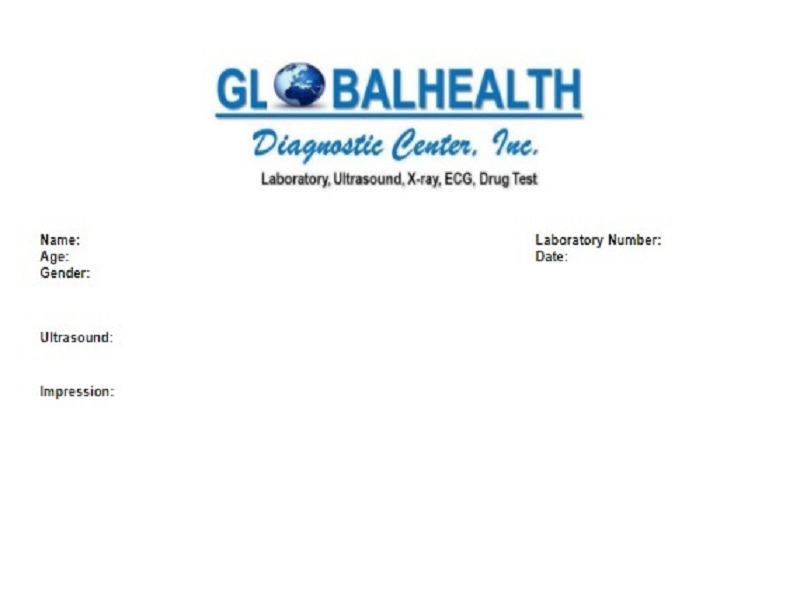 GLOBALHEALTH
Diagnostic Center, Inc.
Laboratory, Ultrasound, X-ray, ECG, Drug Test
Name:
Laboratory Number:
Age:
Date:
Gender:
Ultrasound:
Impression: